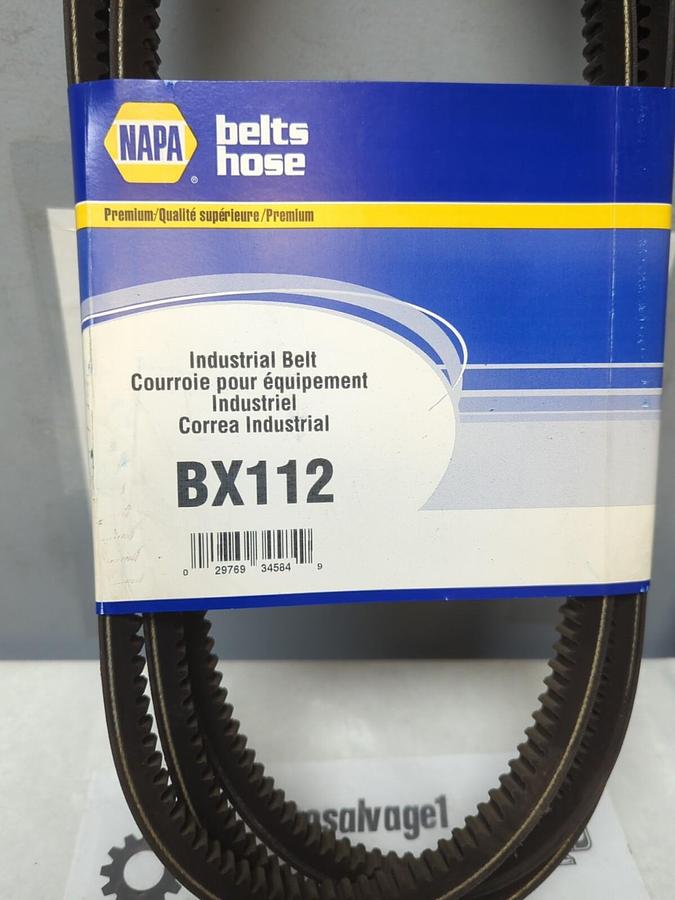 NAPA
®
belts
hose
Premium/Qualité supérieure/Premium
Industrial Belt
Courroie pour équipement
Industriel
Correa Industrial
BX112
0 29769 34584 9
salvage1